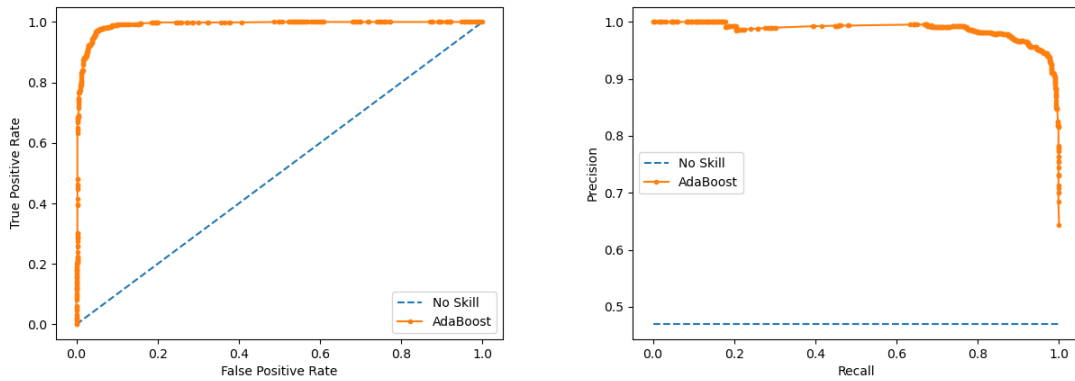 1.0
0.8
0.6
0.4
0.2
0.0
True Positive Rate
No Skill
AdaBoost
0.0 0.2 0.4 0.6 0.8 1.0
False Positive Rate
1.0
0.9
0.8
0.7
0.6
0.5
Precision
No Skill
AdaBoost
0.0 0.2 0.4 0.6 0.8 1.0
Recall